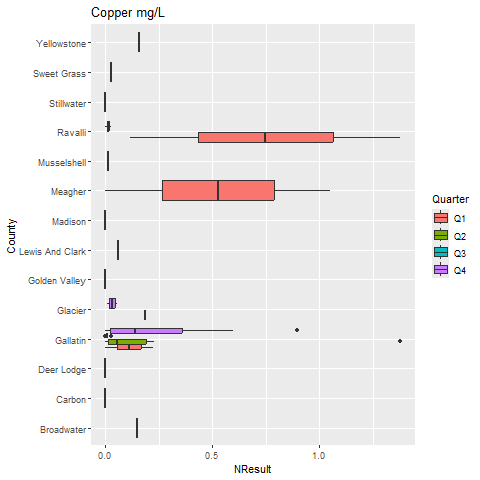 Copper mg/L
Yellowstone
Sweet Grass
Stillwater
Ravalli
Musselshell
Meagher
Madison
Lewis And Clark
Golden Valley
Glacier
Gallatin
Deer Lodge
Carbon
Broadwater
County
0.0 0.5 1.0
NResult
Quarter
Q1
Q2
Q3
Q4